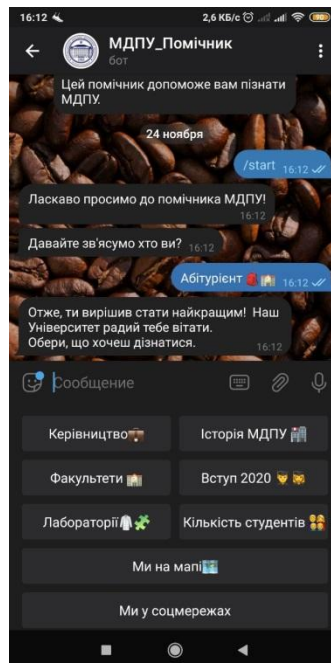 16:12
2,6 КБ/с
МДПУ_Помічник
бот
Цей помічник допоможе вам пізнати
МДПУ.
24 ноября
/start 16:12
Ласкаво просимо до помічника МДПУ!
16:12
Давайте зв'ясумо хто ви? 16:12
Абітурієнт 16:12
Отже, ти вирішив стати найкращим! Наш
Університет радий тебе вітати.
Обери, що хочеш дізнатися.
16:12
Сообщение
Керівництво
Історія МДПУ
Факультети
Вступ 2020
Лабораторії
Кількість студентів
Ми на мапі
Ми у соцмережах